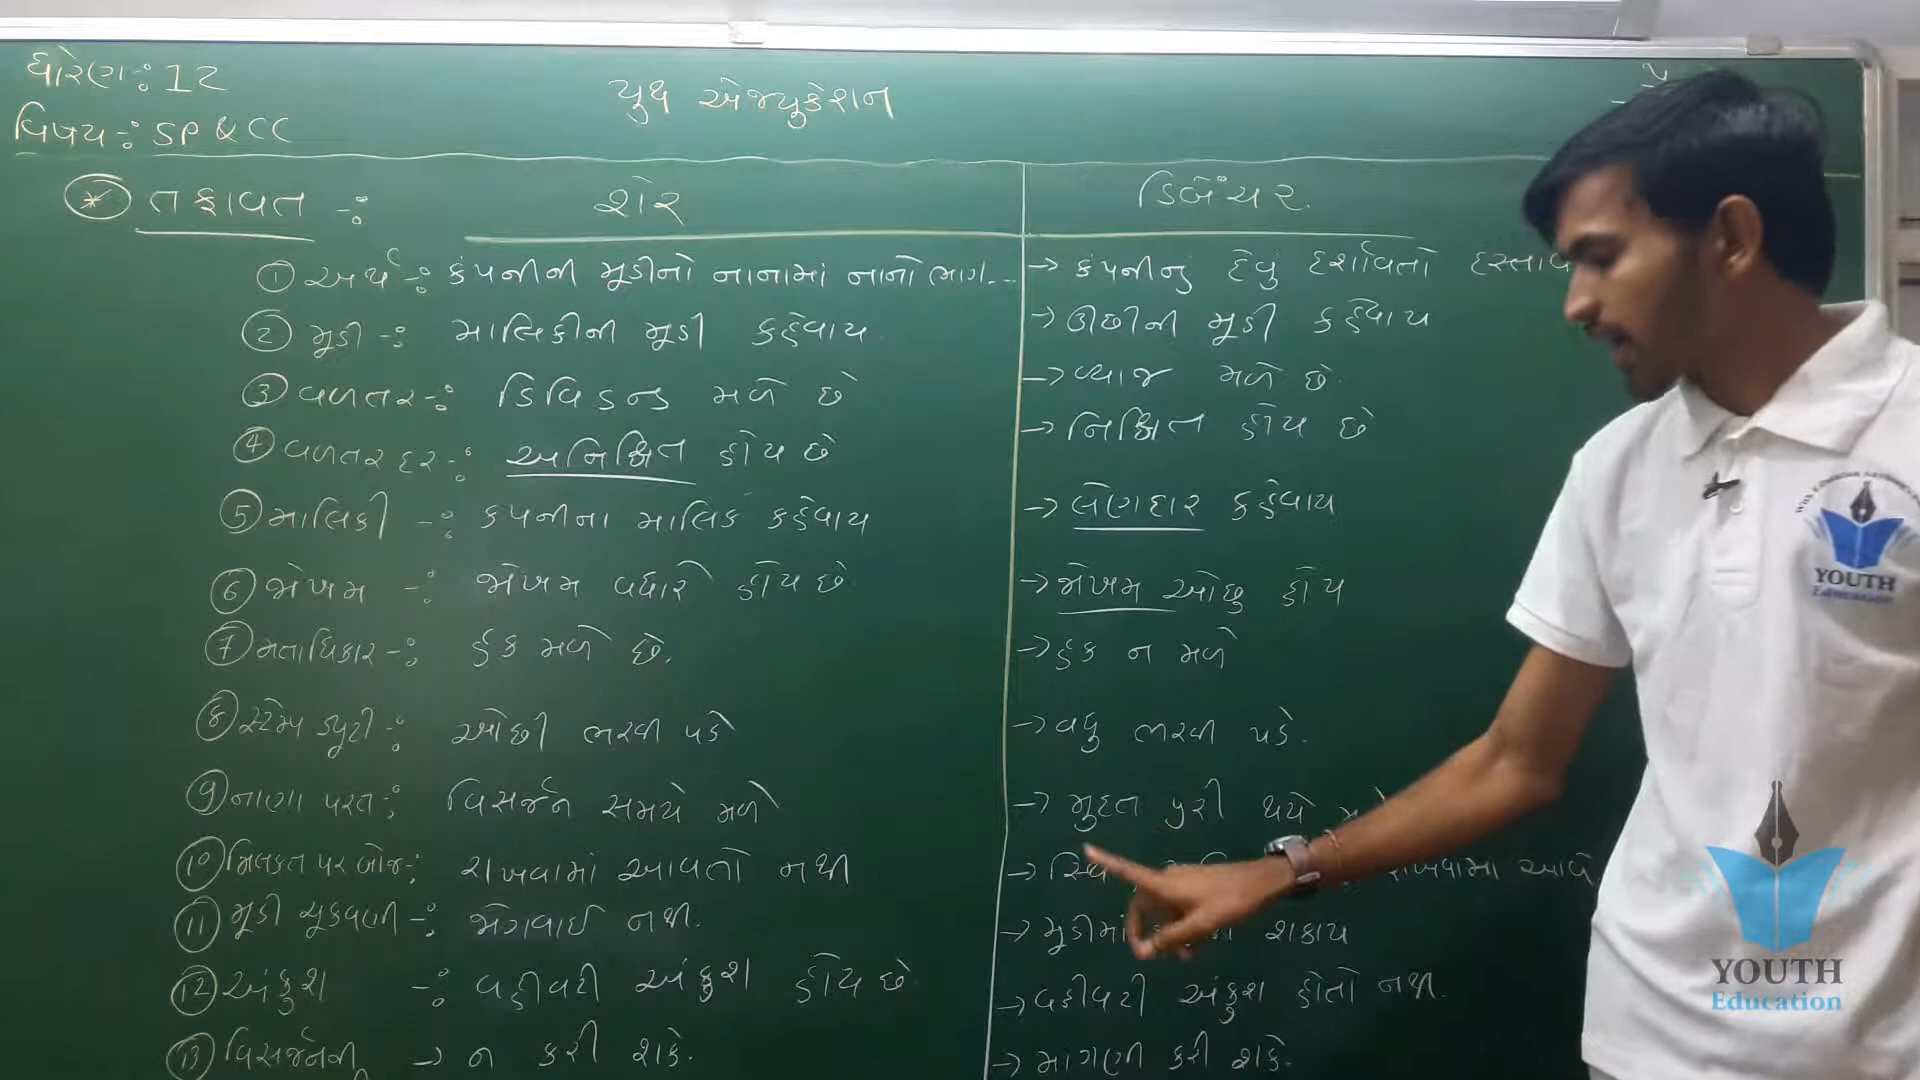 ધોરણ:- 12
વિષય:- SP & CC
યુથ એજ્યુકેશન
તફાવત :-
શેર
ડિબેંચર.
① અર્થ :- કંપનીની મૂડીનો નાનામાં નાનો ભાગ...
→ કંપનીનુ દેવું દર્શાવતો
② મૂડી :- માલિકીની મૂડી કહેવાય
→ ઊછીની મૂડી કહેવાય
③ વળતર :- ડિવિડન્ડ મળે છે
→ વ્યાજ મળે છે.
④ વળતર દર :- અનિશ્ચિત હોય છે
→ નિશ્ચિત હોય છે
⑤ માલિકી :- કંપનીના માલિક કહેવાય
→ લેણદાર કહેવાય
⑥ જોખમ :- જોખમ વધારે હોય છે
→ જોખમ ઓછુ હોય
⑦ મતાધિકાર :- હક મળે છે.
→ હક ન મળે
⑧ સ્ટેમ્પ ડ્યુટી :- ઓછી ભરવી પડે
→ વધુ ભરવી પડે.
⑨ નાણા પરત :- વિસર્જન સમયે મળે
→ મુદત પુરી થયે
⑩ મિલકત પર બોજ :- રાખવામાં આવતો નથી
→ રાખવામા આવે
⑪ મૂડી ચૂકવણી :- જોગવાઈ નથી.
→ મૂડીમાં શકાય
⑫ અંકુશ :- વહીવટી અંકુશ હોય છે.
→ વહીવટી અંકુશ હોતો નથી.
⑬ વિસર્જનની → ન કરી શકે.
→ માગણી કરી શકે.
YOUTH
Education
YOUTH
Education